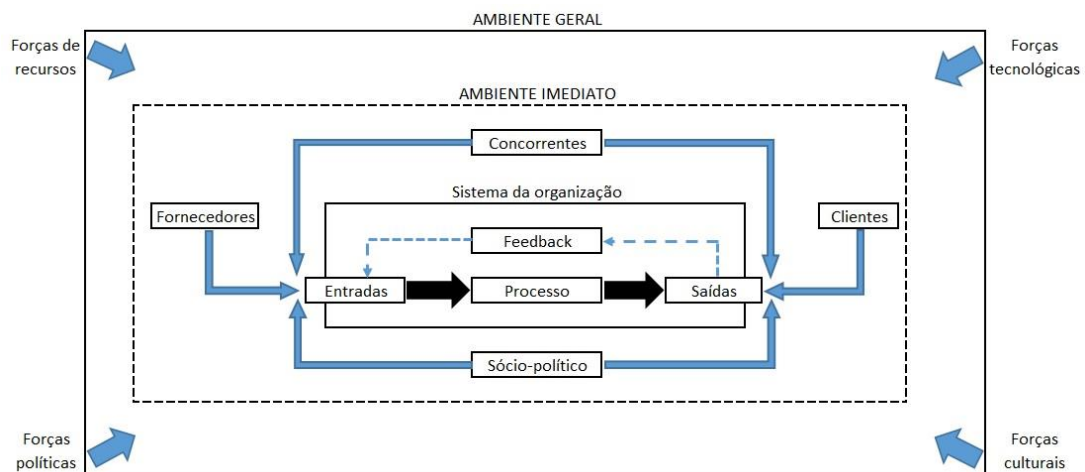 AMBIENTE GERAL
Forças de
recursos
Forças
tecnológicas
AMBIENTE IMEDIATO
Concorrentes
Sistema da organização
Fornecedores
Feedback
Clientes
Entradas
Processo
Saídas
Sócio-político
Forças
políticas
Forças
culturais